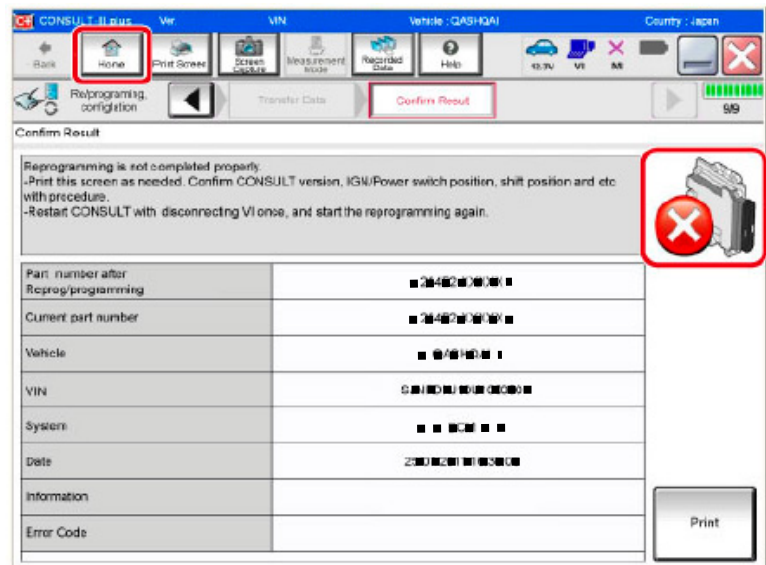 CONSULT-III plus Ver. VIN: Vehicle : QASHQAI Country : Japan
Back Home Print Screen Screen Capture Measurement Mode Recorded Data Help 12.3V VI MI
Re/programing, configlation Transfer Data Confirm Result 9/9
Confirm Result
Reprogramming is not completed properly.
-Print this screen as needed. Confirm CONSULT version, IGN/Power switch position, shift position and etc
with procedure.
-Restart CONSULT with disconnecting VI once, and start the reprogramming again.
Part number after
Reprog/programming
Current part number
Vehicle
VIN
System
Date
Information
Error Code
Print